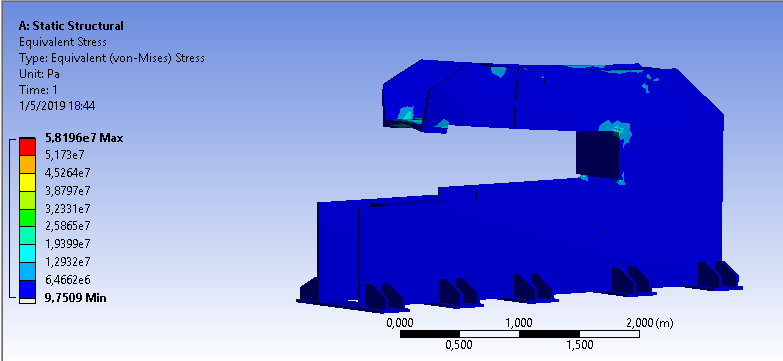 A: Static Structural
Equivalent Stress
Type: Equivalent (von-Mises) Stress
Unit: Pa
Time: 1
1/5/2019 18:44
5,8196e7 Max
5,173e7
4,5264e7
3,8797e7
3,2331e7
2,5865e7
1,9399e7
1,2932e7
6,4662e6
9,7509 Min
0,000 1,000 2,000 (m)
0,500 1,500